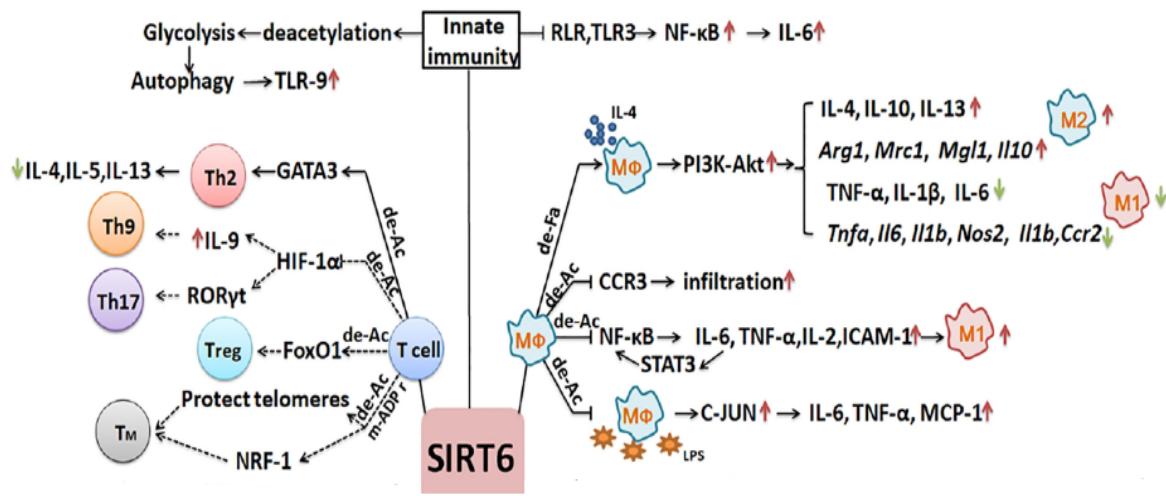 Glycolysis deacetylation Innate immunity RLR,TLR3 NF-κB IL-6
Autophagy TLR-9
IL-4
IL-4, IL-10, IL-13 M2
MΦ PI3K-Akt Arg1, Mrc1, Mgl1, Il10
IL-4,IL-5,IL-13 Th2 GATA3
TNF-α, IL-1β, IL-6 M1
de-Ac de-Fa
Tnfa, Il6, Il1b, Nos2, Il1b,Ccr2
Th9 IL-9
HIF-1α de-Ac
de-Ac CCR3 infiltration
Th17 RORγt
de-Ac
MΦ NF-κB IL-6, TNF-α,IL-2,ICAM-1 M1
Treg FoxO1 de-Ac T cell
STAT3
de-Ac m-ADPr
de-Ac
Protect telomeres
MΦ C-JUN IL-6, TNF-α, MCP-1
TM
LPS
NRF-1
SIRT6